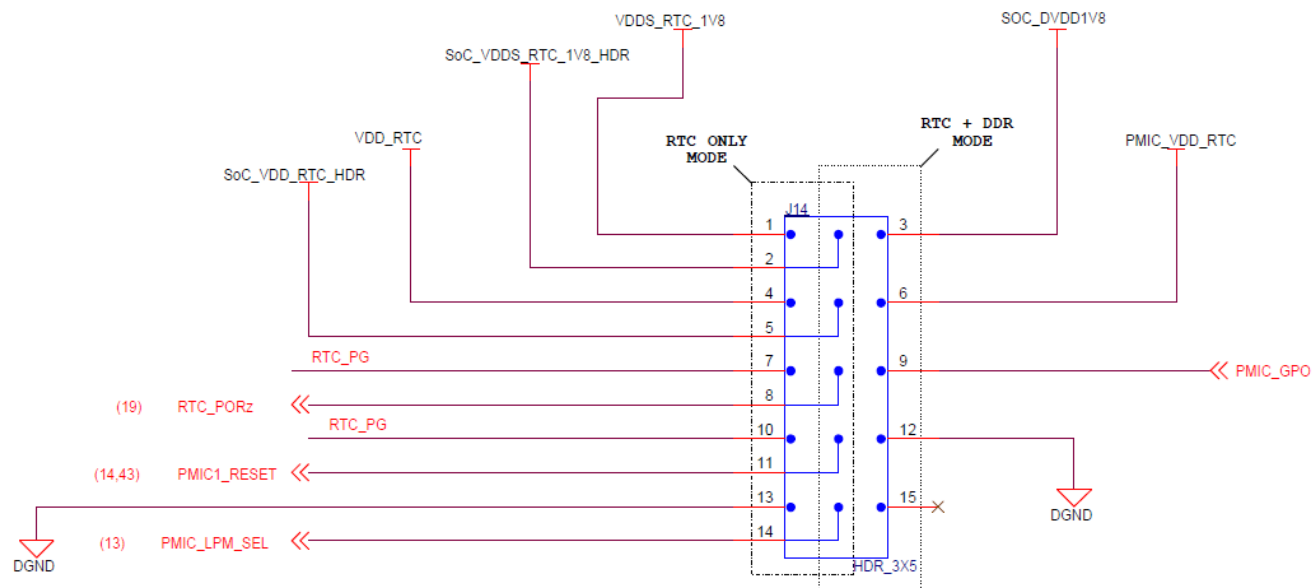 VDDS_RTC_1V8
SOC_DVDD1V8
SoC_VDDS_RTC_1V8_HDR
RTC + DDR
MODE
VDD_RTC
RTC ONLY
MODE
PMIC_VDD_RTC
SoC_VDD_RTC_HDR
J14
1
3
2
4
6
5
RTC_PG
7
9
PMIC_GPO
(19) RTC_PORz
8
RTC_PG
10
12
(14,43) PMIC1_RESET
11
13
15
DGND
(13) PMIC_LPM_SEL
14
DGND
HDR_3X5